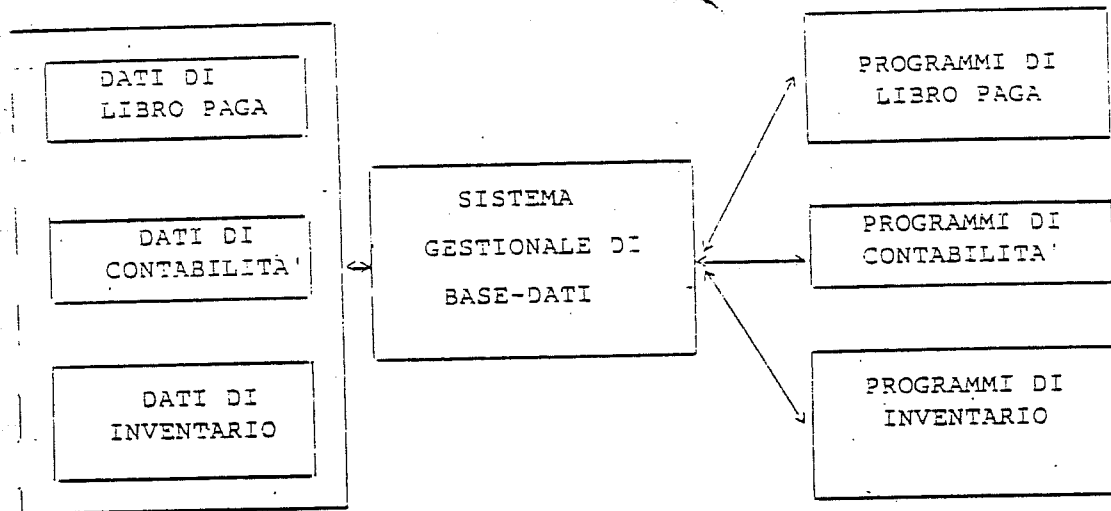 DATI DI
LIBRO PAGA
DATI DI
CONTABILITA'
DATI DI
INVENTARIO
SISTEMA
GESTIONALE DI
BASE-DATI
PROGRAMMI DI
LIBRO PAGA
PROGRAMMI DI
CONTABILITA'
PROGRAMMI DI
INVENTARIO